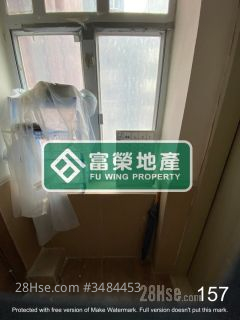 富榮地產
FU WING PROPERTY
28Hse.com #3484453
28Hse.com
157
Protected with free version of Make Watermark. Full version doesn't put this mark.